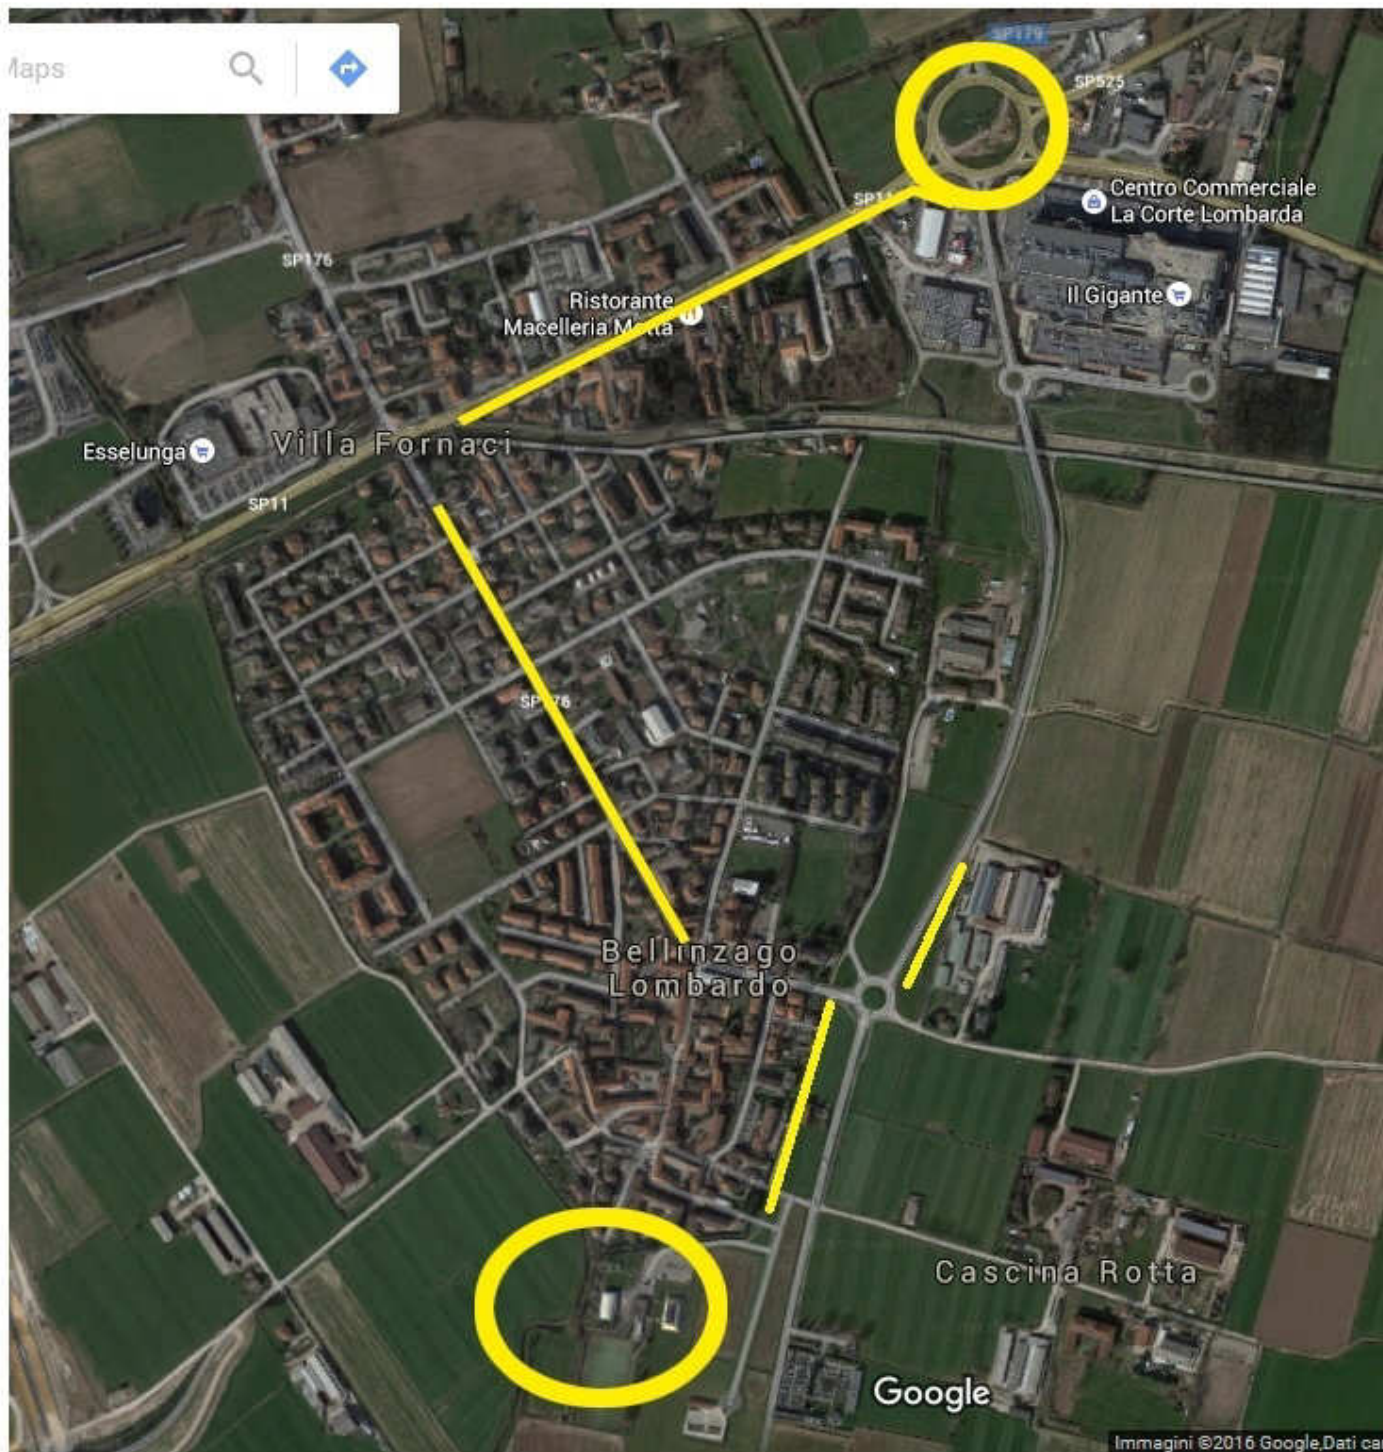 Maps
SP179
SP525
Centro Commerciale
La Corte Lombarda
SP11
SP176
Il Gigante
Ristorante
Macelleria Motta
Esselunga
Villa Fornaci
SP11
SP176
Bellinzago
Lombardo
Cascina Rotta
Google
Immagini ©2016 Google,Dati car